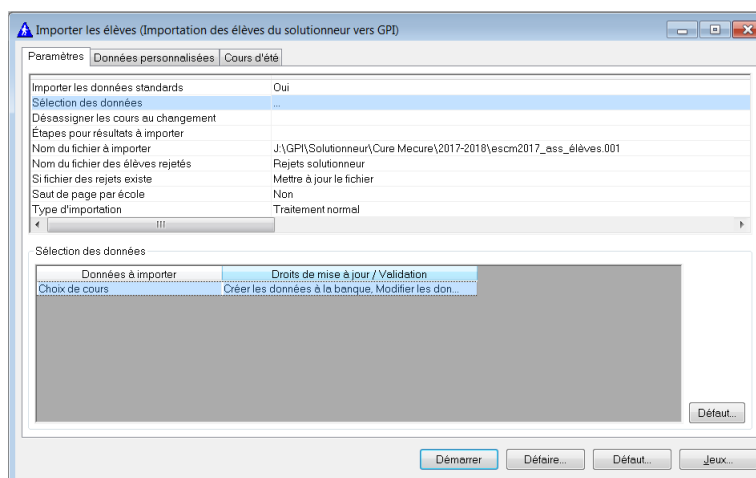 Importer les élèves (Importation des élèves du solutionneur vers GPI)
Paramètres Données personnalisées Cours d'été
Importer les données standards Oui
Sélection des données ...
Désassigner les cours au changement
Étapes pour résultats à importer
Nom du fichier à importer J:\GPI\Solutionneur\Cure Mecure\2017-2018\escm2017_ass_élèves.001
Nom du fichier des élèves rejetés Rejets solutionneur
Si fichier des rejets existe Mettre à jour le fichier
Saut de page par école Non
Type d'importation Traitement normal
Sélection des données
Données à importer Droits de mise à jour / Validation
Choix de cours Créer les données à la banque, Modifier les don...
Défaut...
Démarrer Défaire... Défaut... Jeux...